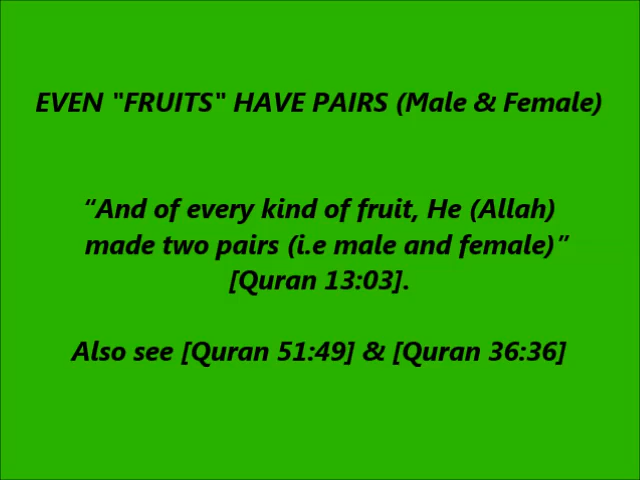 EVEN "FRUITS" HAVE PAIRS (Male & Female)
“And of every kind of fruit, He (Allah)
made two pairs (i.e male and female)”
[Quran 13:03].
Also see [Quran 51:49] & [Quran 36:36]